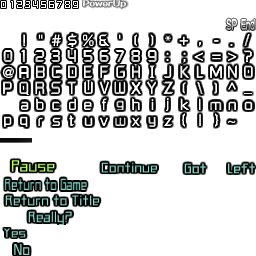 0123456789 PowerUp
SP End
! " # $ % & ' ( ) * + , - . /
0 1 2 3 4 5 6 7 8 9 : ; < = > ?
@ A B C D E F G H I J K L M N O
P Q R S T U V W X Y Z ( \ ) ^ _
a b c d e f g h i j k l m n o
p q r s t u v w x y z ( | ) ~
Pause Continue Got Left
Return to Game
Return to Title
Really?
Yes
No